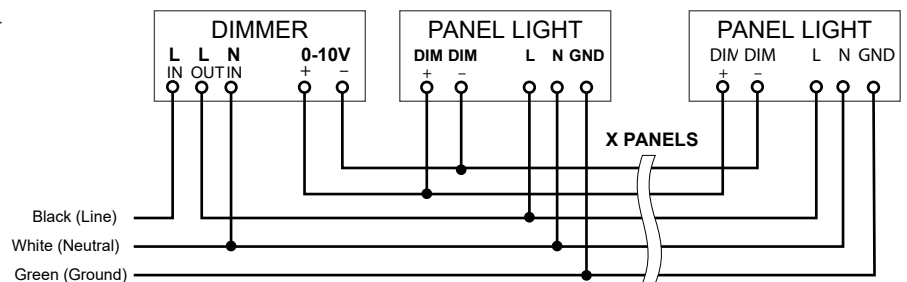 DIMMER
L L N 0-10V
IN OUT IN + −
PANEL LIGHT
DIM DIM L N GND
+ −
PANEL LIGHT
DIM DIM L N GND
+ −
X PANELS
Black (Line)
White (Neutral)
Green (Ground)